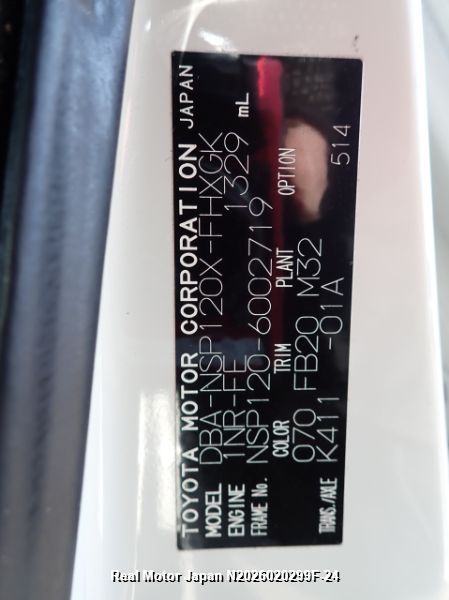 TOYOTA MOTOR CORPORATION JAPAN
MODEL DBA-NSP120X-FHXGK
ENGINE 1NR-FE 1329 mL
FRAME No. NSP120-6002719
COLOR TRIM PLANT OPTION
070 FB20 M32 514
TRANS./AXLE K411 -01A
Real Motor Japan N2026020299F-24